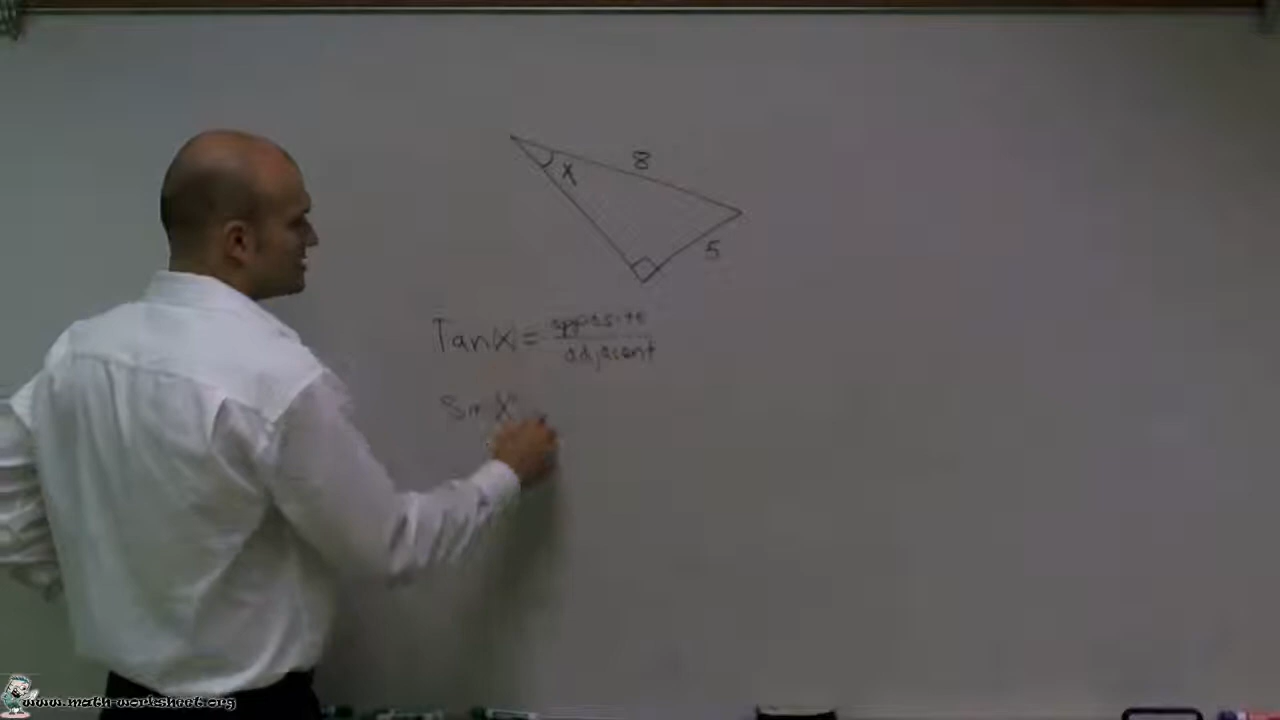 8
X
5
Tan X = opposite
adjacent
Sin X
www.math-worksheet.org